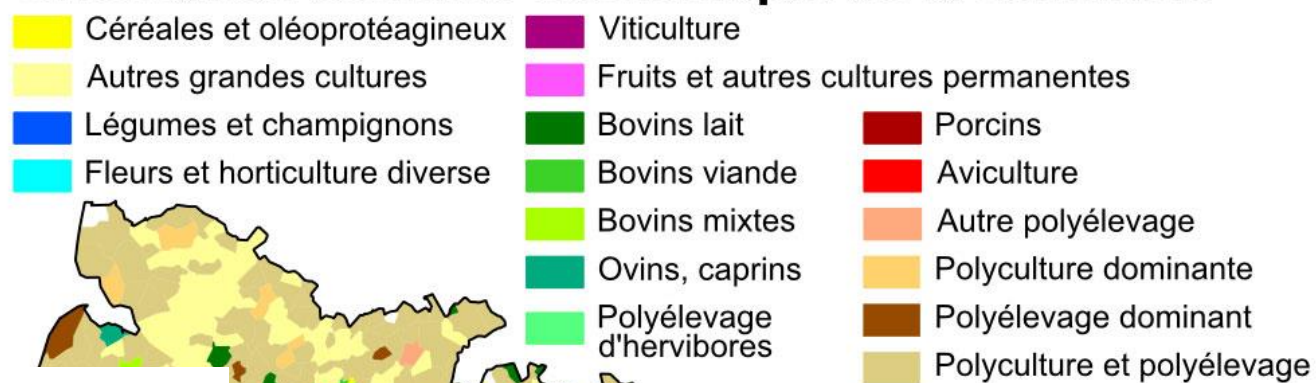 Céréales et oléoprotéagineux
Autres grandes cultures
Légumes et champignons
Fleurs et horticulture diverse
Viticulture
Fruits et autres cultures permanentes
Bovins lait
Bovins viande
Bovins mixtes
Ovins, caprins
Polyélevage
d'hervibores
Porcins
Aviculture
Autre polyélevage
Polyculture dominante
Polyélevage dominant
Polyculture et polyélevage